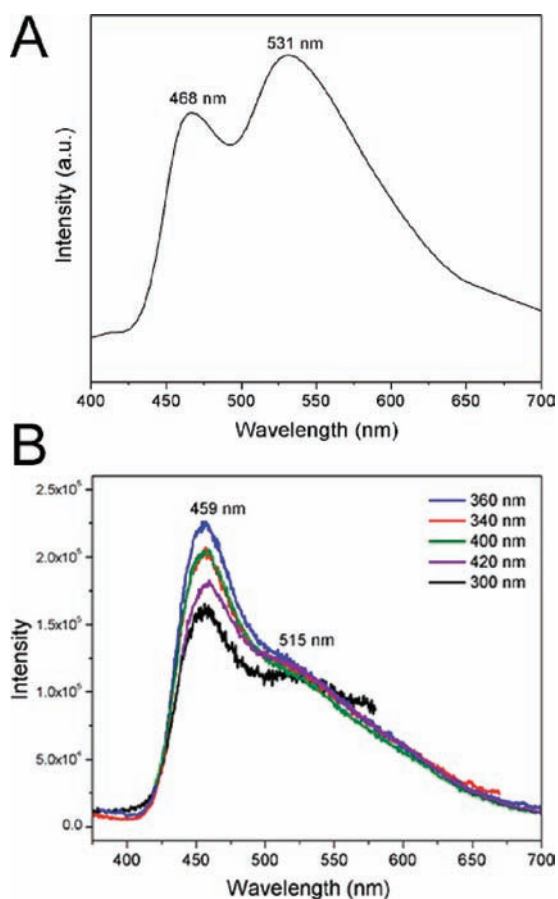 A
531 nm
468 nm
Intensity (a.u.)
400 450 500 550 600 650 700
Wavelength (nm)
B
2.5x10⁵
459 nm
360 nm
340 nm
2.0x10⁵
400 nm
420 nm
300 nm
1.5x10⁵
515 nm
Intensity
1.0x10⁵
5.0x10⁴
0.0
400 450 500 550 600 650 700
Wavelength (nm)